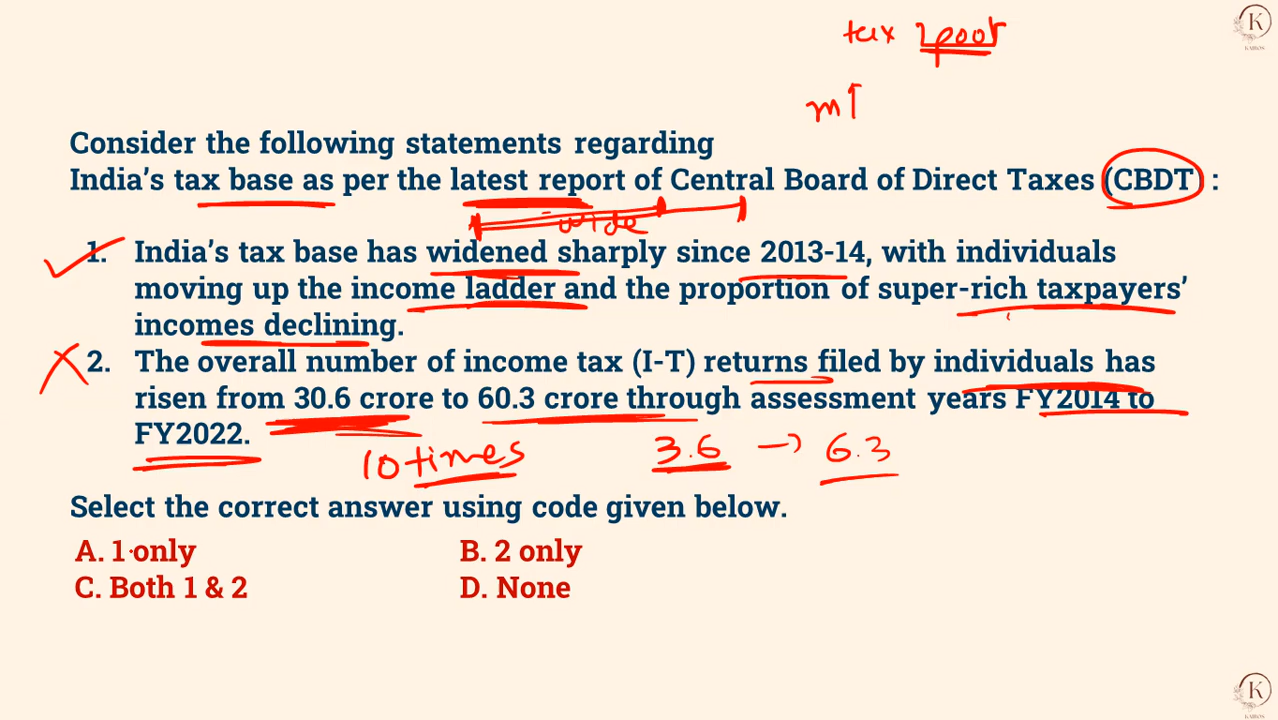 tax
poor
K
KAIROS
m↑
Consider the following statements regarding
India's tax base as per the latest report of Central Board of Direct Taxes (CBDT) :
wide
1. India's tax base has widened sharply since 2013-14, with individuals
moving up the income ladder and the proportion of super-rich taxpayers'
incomes declining.
2. The overall number of income tax (I-T) returns filed by individuals has
risen from 30.6 crore to 60.3 crore through assessment years FY2014 to
FY2022.
10 times 3.6 → 6.3
Select the correct answer using code given below.
A. 1 only B. 2 only
C. Both 1 & 2 D. None
K
KAIROS